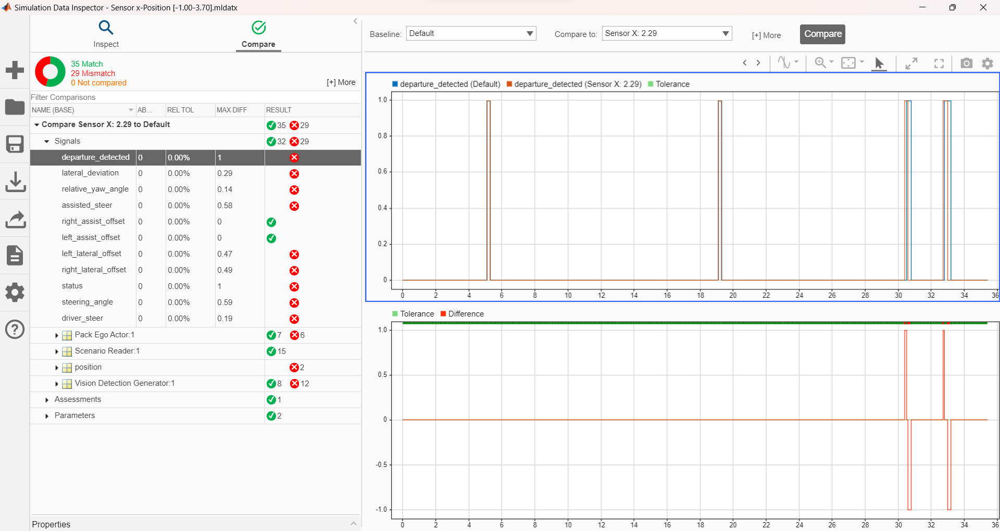 Simulation Data Inspector - Sensor x-Position [-1.00-3.70].mldatx
Inspect
Compare
35 Match
29 Mismatch
0 Not compared
[+] More
Filter Comparisons
NAME (BASE) AB... REL TOL MAX DIFF RESULT
Compare Sensor X: 2.29 to Default 35 29
Signals 32 29
departure_detected 0 0.00% 1
lateral_deviation 0 0.00% 0.29
relative_yaw_angle 0 0.00% 0.14
assisted_steer 0 0.00% 0.58
right_assist_offset 0 0.00% 0
left_assist_offset 0 0.00% 0
left_lateral_offset 0 0.00% 0.47
right_lateral_offset 0 0.00% 0.49
status 0 0.00% 1
steering_angle 0 0.00% 0.59
driver_steer 0 0.00% 0.19
Pack Ego Actor:1 7 6
Scenario Reader:1 15
position 2
Vision Detection Generator:1 8 12
Assessments 1
Parameters 2
Properties
Baseline: Default Compare to: Sensor X: 2.29 [+] More Compare
departure_detected (Default) departure_detected (Sensor X: 2.29) Tolerance
1.0
0.8
0.6
0.4
0.2
0
0 2 4 6 8 10 12 14 16 18 20 22 24 26 28 30 32 34 36
Tolerance Difference
1.0
0.5
0
-0.5
-1.0
0 2 4 6 8 10 12 14 16 18 20 22 24 26 28 30 32 34 36